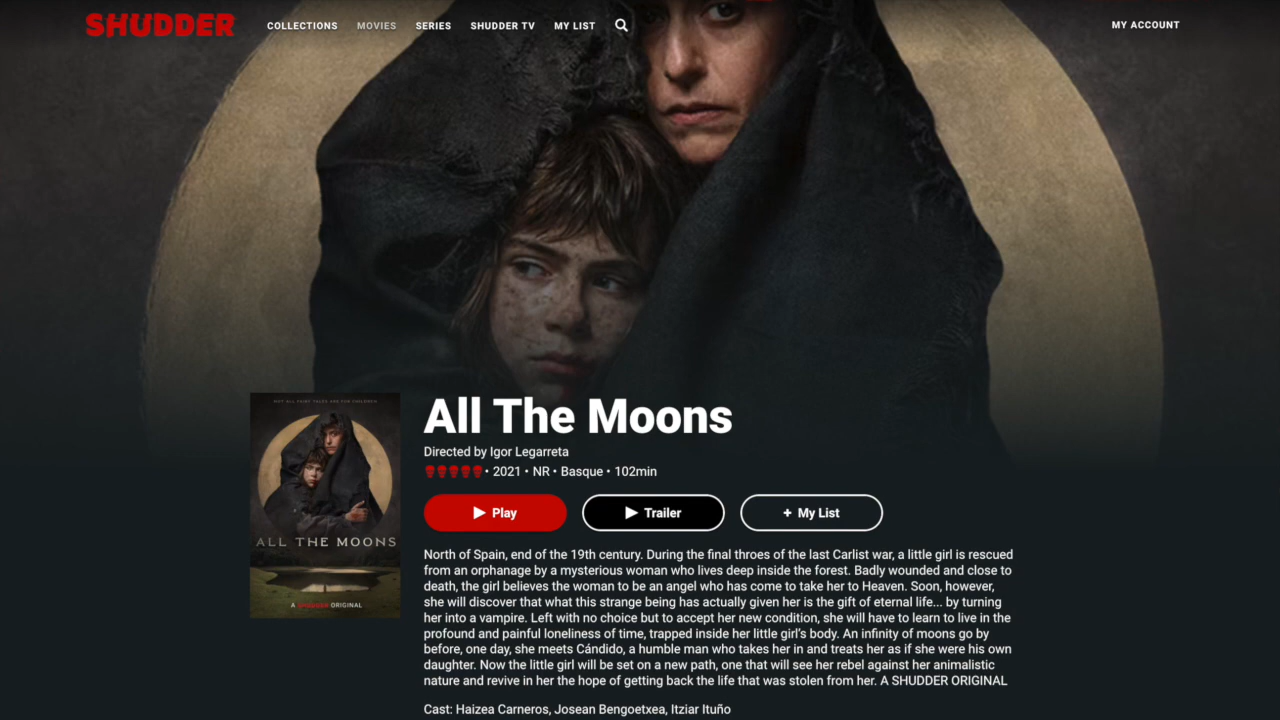 SHUDDER
COLLECTIONS MOVIES SERIES SHUDDER TV MY LIST
MY ACCOUNT
NOT ALL FAIRY TALES ARE FOR CHILDREN
ALL THE MOONS
A SHUDDER ORIGINAL
All The Moons
Directed by Igor Legarreta
• 2021 • NR • Basque • 102min
Play
Trailer
+ My List
North of Spain, end of the 19th century. During the final throes of the last Carlist war, a little girl is rescued
from an orphanage by a mysterious woman who lives deep inside the forest. Badly wounded and close to
death, the girl believes the woman to be an angel who has come to take her to Heaven. Soon, however,
she will discover that what this strange being has actually given her is the gift of eternal life... by turning
her into a vampire. Left with no choice but to accept her new condition, she will have to learn to live in the
profound and painful loneliness of time, trapped inside her little girl's body. An infinity of moons go by
before, one day, she meets Cándido, a humble man who takes her in and treats her as if she were his own
daughter. Now the little girl will be set on a new path, one that will see her rebel against her animalistic
nature and revive in her the hope of getting back the life that was stolen from her. A SHUDDER ORIGINAL
Cast: Haizea Carneros, Josean Bengoetxea, Itziar Ituño